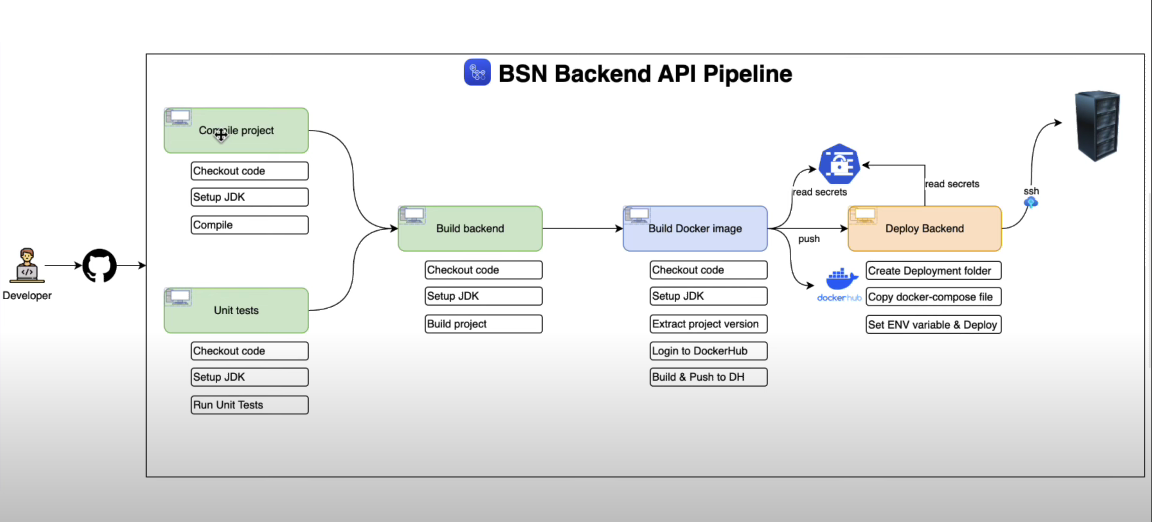 BSN Backend API Pipeline
Developer
Compile project
Checkout code
Setup JDK
Compile
Unit tests
Checkout code
Setup JDK
Run Unit Tests
Build backend
Checkout code
Setup JDK
Build project
Build Docker image
Checkout code
Setup JDK
Extract project version
Login to DockerHub
Build & Push to DH
read secrets
push
dockerhub
read secrets
Deploy Backend
Create Deployment folder
Copy docker-compose file
Set ENV variable & Deploy
ssh